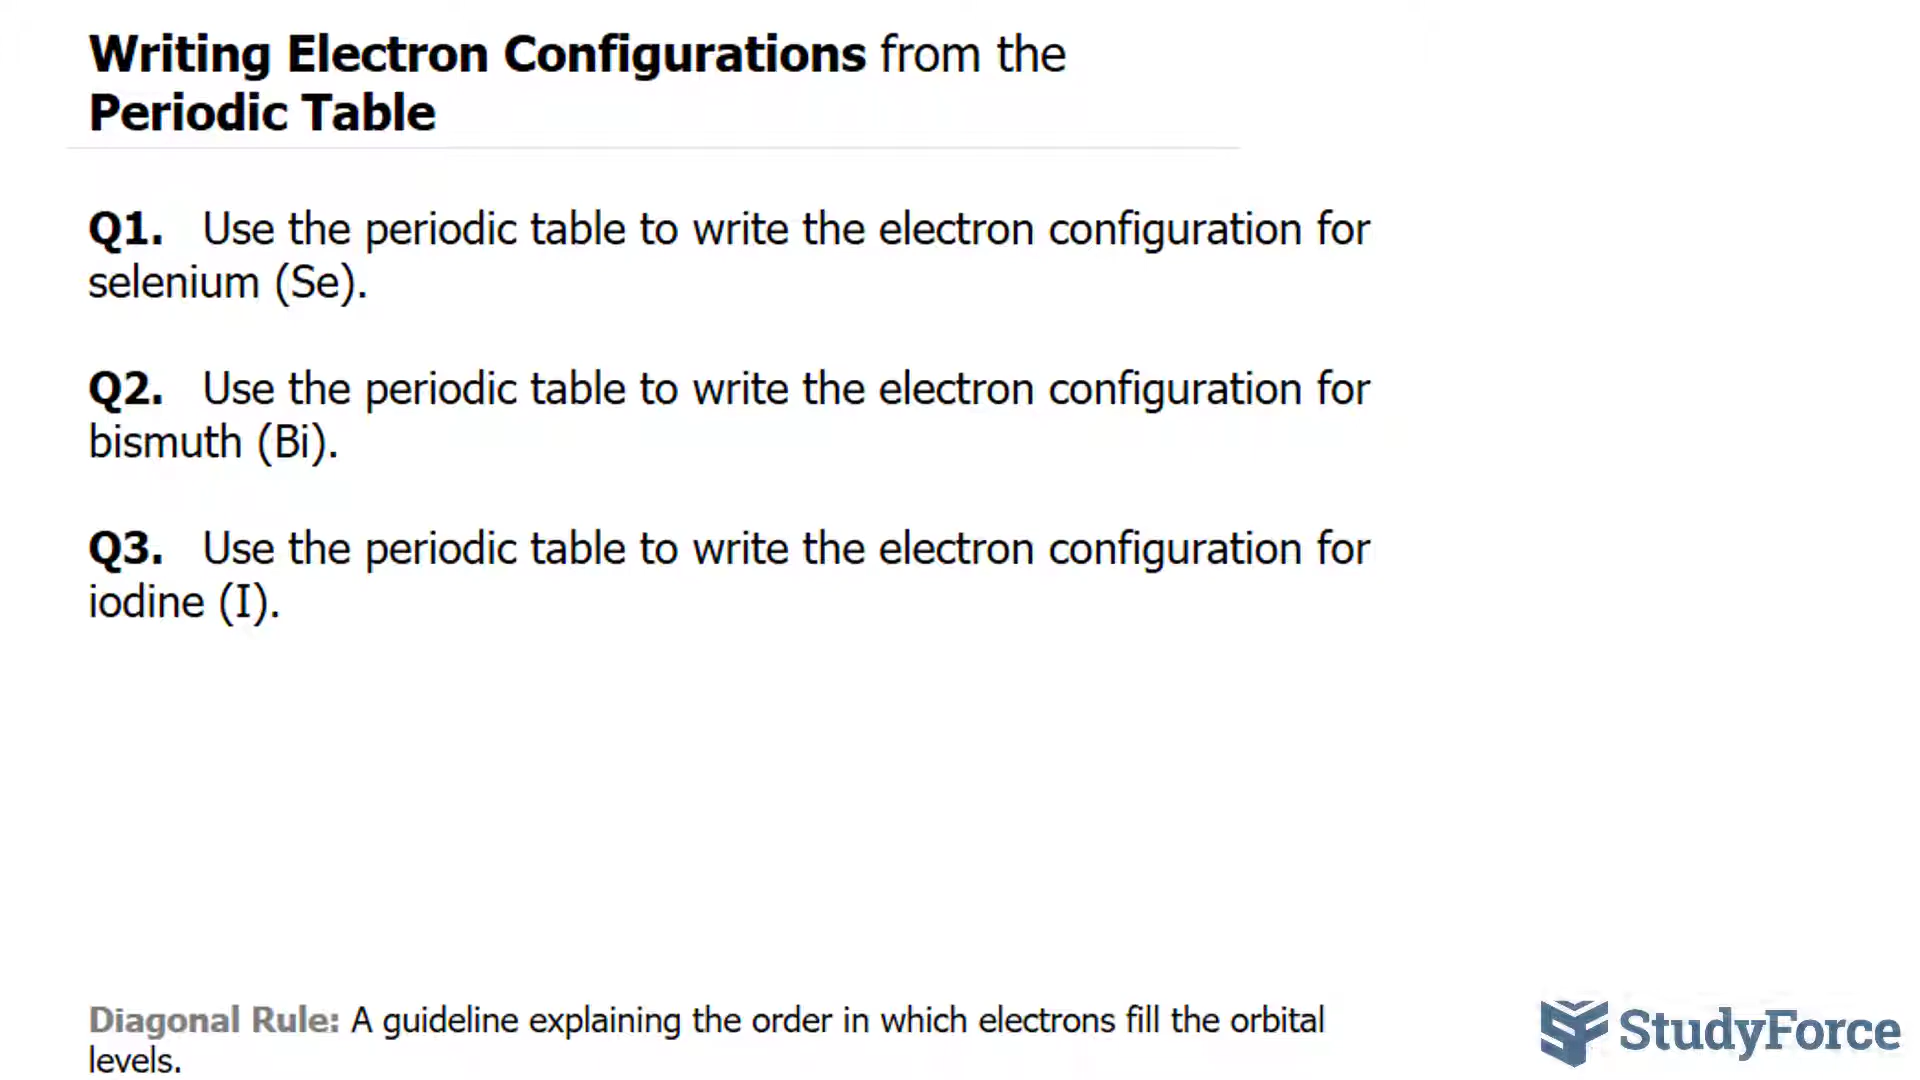 Writing Electron Configurations from the
Periodic Table
Q1. Use the periodic table to write the electron configuration for
selenium (Se).
Q2. Use the periodic table to write the electron configuration for
bismuth (Bi).
Q3. Use the periodic table to write the electron configuration for
iodine (I).
Diagonal Rule: A guideline explaining the order in which electrons fill the orbital
levels.
StudyForce